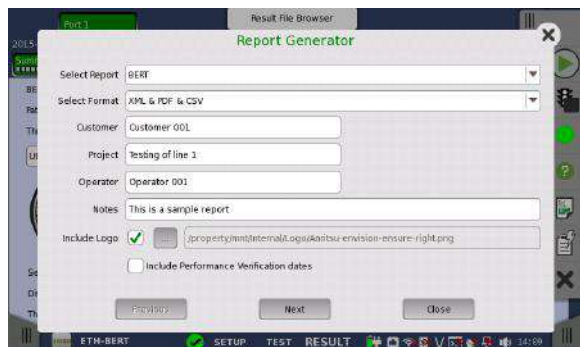 Port 1
Result File Browser
Report Generator
2015-
Select Report BERT
Select Format XML & PDF & CSV
Customer Customer 001
Project Testing of line 1
Operator Operator 001
Notes This is a sample report
Include Logo ... /property/mnt/internal/Logo/Anritsu-envision-ensure-right.png
Include Performance Verification dates
Previous Next Close
ETH-BERT SETUP TEST RESULT 14:09